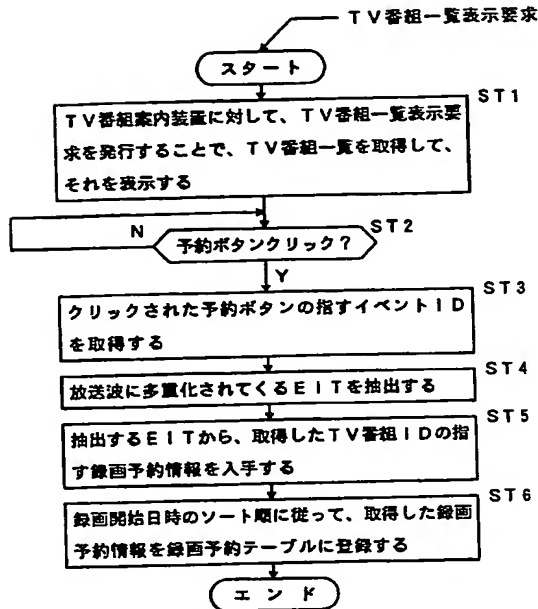 TV番組一覧表示要求
スタート
ST1
TV番組案内装置に対して、TV番組一覧表示要
求を発行することで、TV番組一覧を取得して、
それを表示する
N
ST2
予約ボタンクリック?
Y
ST3
クリックされた予約ボタンの指すイベントID
を取得する
ST4
放送波に多重化されてくるEITを抽出する
ST5
抽出するEITから、取得したTV番組IDの指
す録画予約情報を入手する
ST6
録画開始日時のソート順に従って、取得した録画
予約情報を録画予約テーブルに登録する
エンド